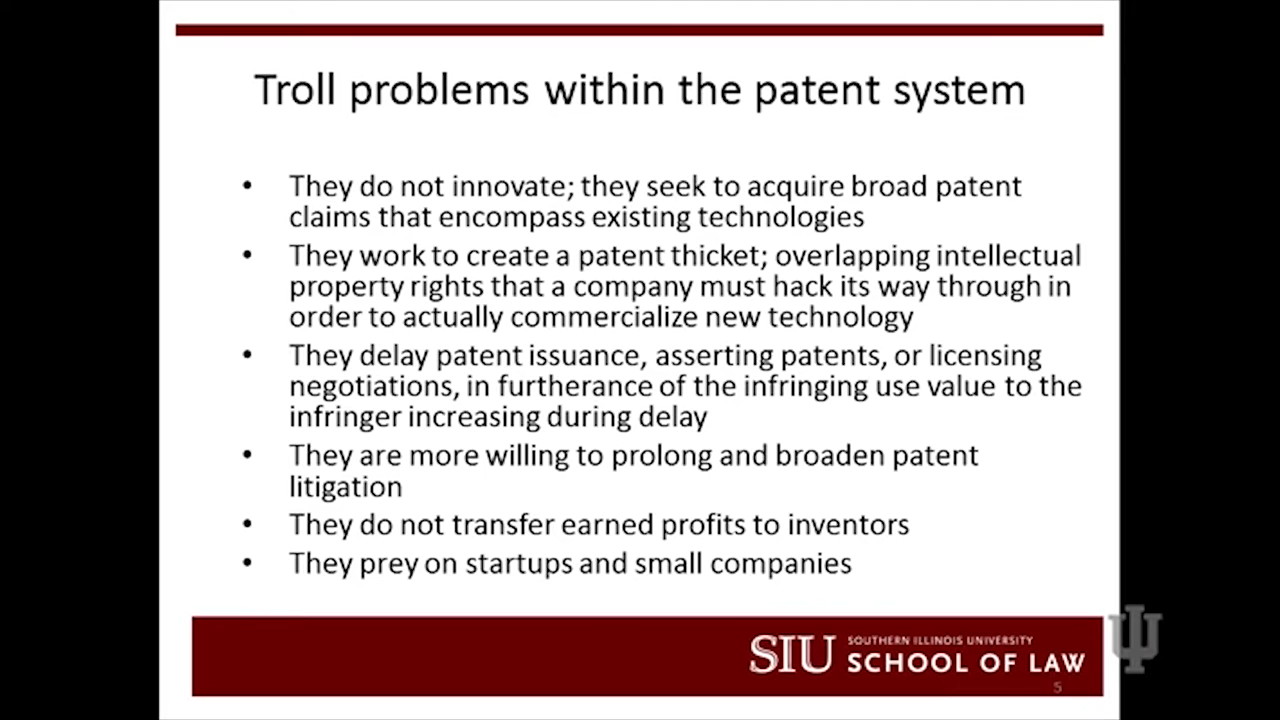 Troll problems within the patent system
• They do not innovate; they seek to acquire broad patent
claims that encompass existing technologies
• They work to create a patent thicket; overlapping intellectual
property rights that a company must hack its way through in
order to actually commercialize new technology
• They delay patent issuance, asserting patents, or licensing
negotiations, in furtherance of the infringing use value to the
infringer increasing during delay
• They are more willing to prolong and broaden patent
litigation
• They do not transfer earned profits to inventors
• They prey on startups and small companies
SIU
SOUTHERN ILLINOIS UNIVERSITY
SCHOOL OF LAW
5